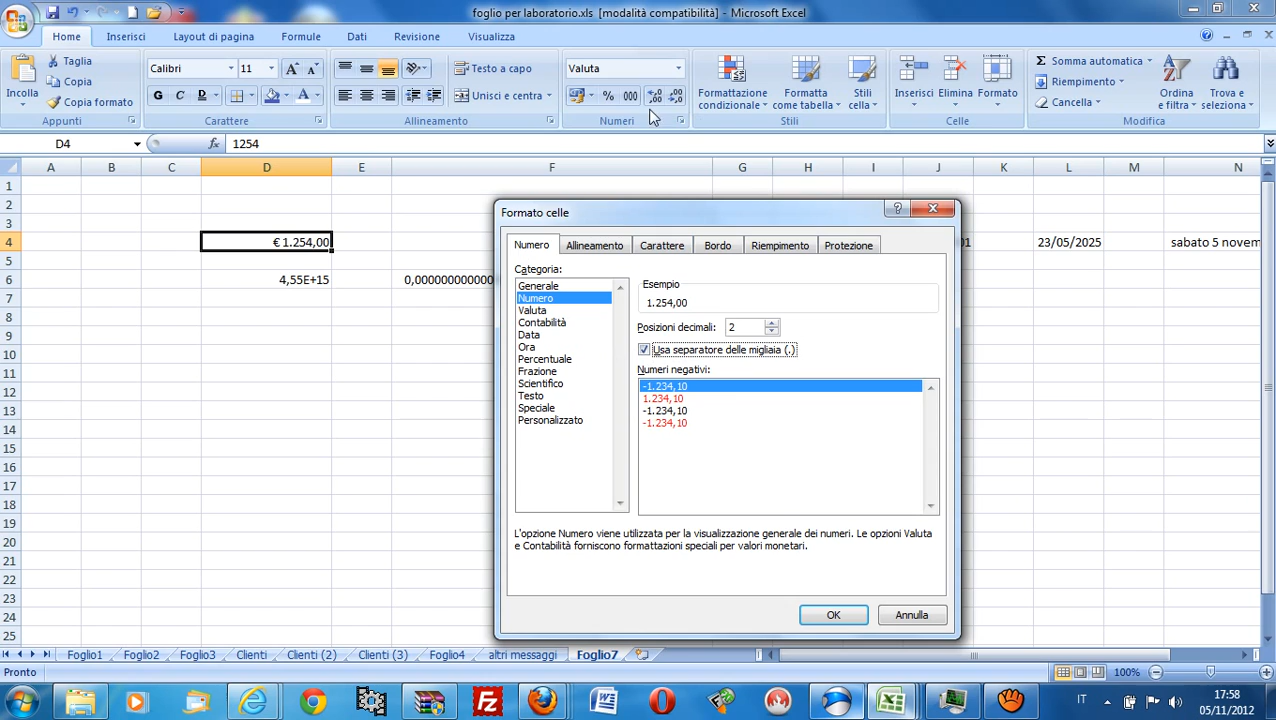 foglio per laboratorio.xls [modalità compatibilità] - Microsoft Excel
Home Inserisci Layout di pagina Formule Dati Revisione Visualizza
Incolla
Taglia
Copia
Copia formato
Appunti
Calibri 11
G C D
Carattere
Testo a capo
Unisci e centra
Allineamento
Valuta
% 000
Numeri
Formattazione condizionale
Formatta come tabella
Stili cella
Stili
Inserisci Elimina Formato
Celle
Somma automatica
Riempimento
Cancella
Ordina e filtra
Trova e seleziona
Modifica
D4 fx 1254
A B C D E F G H I J K L M N
1
2
3
4 € 1.254,00 01 23/05/2025 sabato 5 novem
5
6 4,55E+15 0,000000000000
7
8
9
10
11
12
13
14
15
16
17
18
19
20
21
22
23
24
25
Formato celle
Numero Allineamento Carattere Bordo Riempimento Protezione
Categoria:
Generale
Numero
Valuta
Contabilità
Data
Ora
Percentuale
Frazione
Scientifico
Testo
Speciale
Personalizzato
Esempio
1.254,00
Posizioni decimali: 2
Usa separatore delle migliaia (.)
Numeri negativi:
-1.234,10
1.234,10
-1.234,10
-1.234,10
L'opzione Numero viene utilizzata per la visualizzazione generale dei numeri. Le opzioni Valuta
e Contabilità forniscono formattazioni speciali per valori monetari.
OK Annulla
Foglio1 Foglio2 Foglio3 Clienti Clienti (2) Clienti (3) Foglio4 altri messaggi Foglio7
Pronto 100%
IT 17:58
05/11/2012